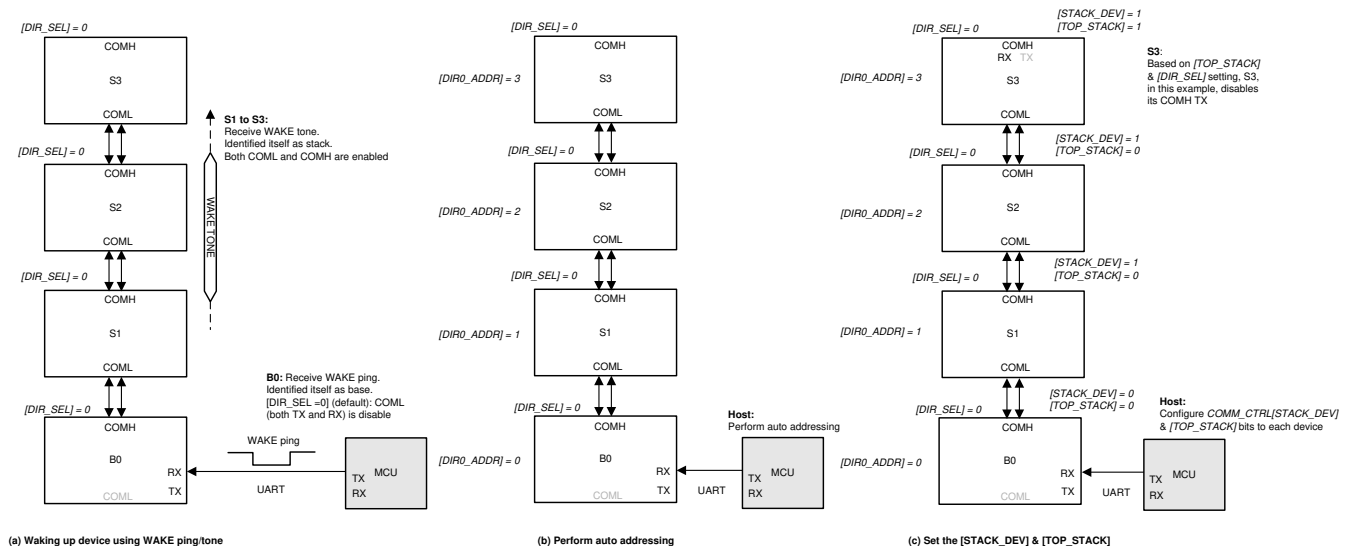 [DIR_SEL] = 0
COMH
S3
COML
[DIR_SEL] = 0
COMH
S2
COML
[DIR_SEL] = 0
COMH
S1
COML
[DIR_SEL] = 0
COMH
B0
RX
TX
COML
S1 to S3:
Receive WAKE tone.
Identified itself as stack.
Both COML and COMH are enabled
WAKE TONE
B0: Receive WAKE ping.
Identified itself as base.
[DIR_SEL =0] (default): COML
(both TX and RX) is disable
WAKE ping
UART
TX
RX
MCU
(a) Waking up device using WAKE ping/tone
[DIR_SEL] = 0
[DIR0_ADDR] = 3
COMH
S3
COML
[DIR_SEL] = 0
[DIR0_ADDR] = 2
COMH
S2
COML
[DIR_SEL] = 0
[DIR0_ADDR] = 1
COMH
S1
COML
[DIR_SEL] = 0
[DIR0_ADDR] = 0
COMH
B0
RX
TX
COML
Host:
Perform auto addressing
UART
TX
RX
MCU
(b) Perform auto addressing
[DIR_SEL] = 0
[STACK_DEV] = 1
[TOP_STACK] = 1
[DIR0_ADDR] = 3
COMH
RX TX
S3
COML
S3:
Based on [TOP_STACK]
& [DIR_SEL] setting, S3,
in this example, disables
its COMH TX
[DIR_SEL] = 0
[STACK_DEV] = 1
[TOP_STACK] = 0
[DIR0_ADDR] = 2
COMH
S2
COML
[DIR_SEL] = 0
[STACK_DEV] = 1
[TOP_STACK] = 0
[DIR0_ADDR] = 1
COMH
S1
COML
[DIR_SEL] = 0
[STACK_DEV] = 0
[TOP_STACK] = 0
[DIR0_ADDR] = 0
COMH
B0
RX
TX
COML
Host:
Configure COMM_CTRL[STACK_DEV]
& [TOP_STACK] bits to each device
UART
TX
RX
MCU
(c) Set the [STACK_DEV] & [TOP_STACK]